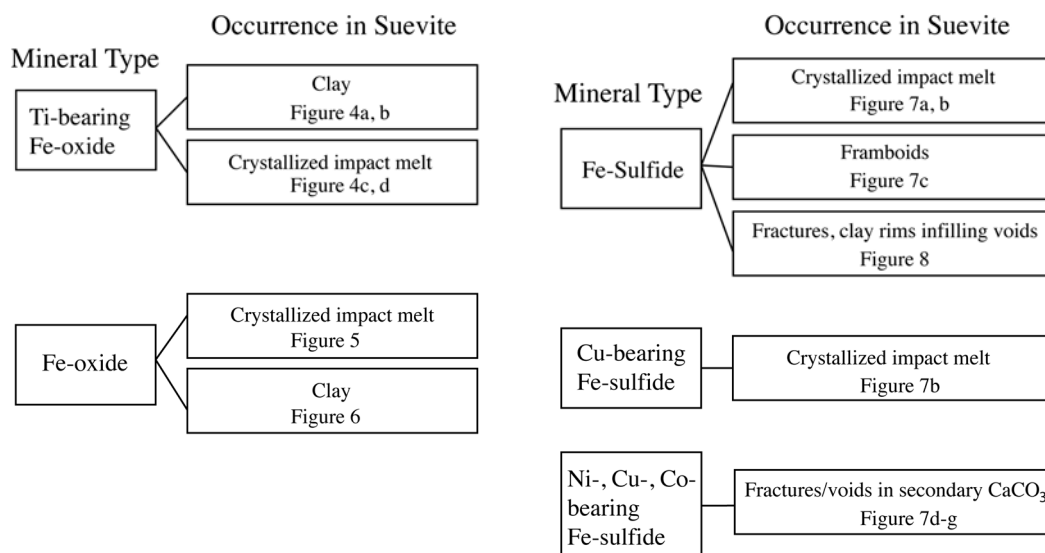 Occurrence in Suevite
Mineral Type
Ti-bearing
Fe-oxide
Clay
Figure 4a, b
Crystallized impact melt
Figure 4c, d
Fe-oxide
Crystallized impact melt
Figure 5
Clay
Figure 6
Occurrence in Suevite
Mineral Type
Fe-Sulfide
Crystallized impact melt
Figure 7a, b
Framboids
Figure 7c
Fractures, clay rims infilling voids
Figure 8
Cu-bearing
Fe-sulfide
Crystallized impact melt
Figure 7b
Ni-, Cu-, Co-
bearing
Fe-sulfide
Fractures/voids in secondary CaCO₃
Figure 7d-g